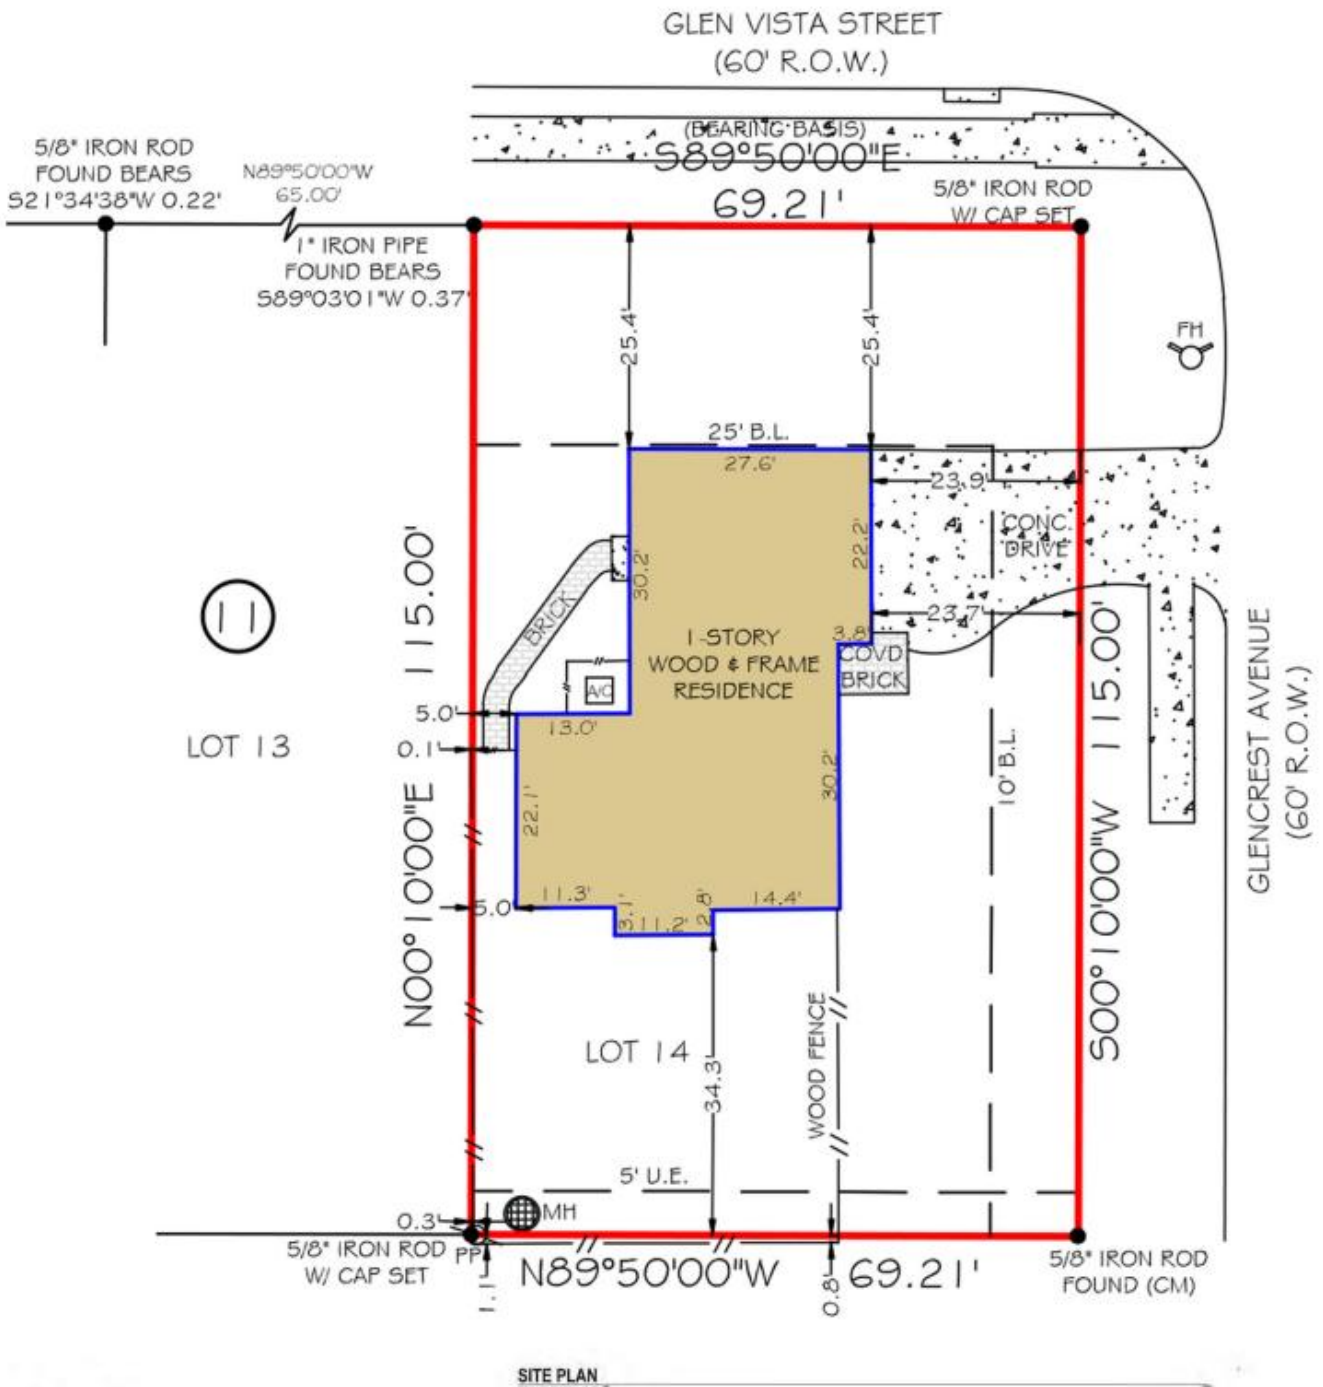 GLEN VISTA STREET
(60' R.O.W.)
(BEARING BASIS)
S89°50'00"E
69.21'
5/8" IRON ROD
FOUND BEARS
S21°34'38"W 0.22'
N89°50'00"W
65.00'
5/8" IRON ROD
W/ CAP SET
1" IRON PIPE
FOUND BEARS
S89°03'01"W 0.37'
25.4'
25.4'
FH
25' B.L.
27.6'
23.9'
CONC.
DRIVE
22.2'
30.2'
BRICK
23.7'
3.8'
1-STORY
WOOD & FRAME
RESIDENCE
COVD
BRICK
A/C
11
LOT 13
N00°10'00"E 115.00'
5.0'
13.0'
0.1'
22.1'
30.2'
10' B.L.
S00°10'00"W 115.00'
GLENCREST AVENUE
(60' R.O.W.)
5.0'
11.3'
3.1'
11.2'
2.8'
14.4'
LOT 14
34.3'
WOOD FENCE
5' U.E.
MH
0.3'
5/8" IRON ROD
W/ CAP SET
PP
1.1'
N89°50'00"W 69.21'
0.8'
5/8" IRON ROD
FOUND (CM)
SITE PLAN